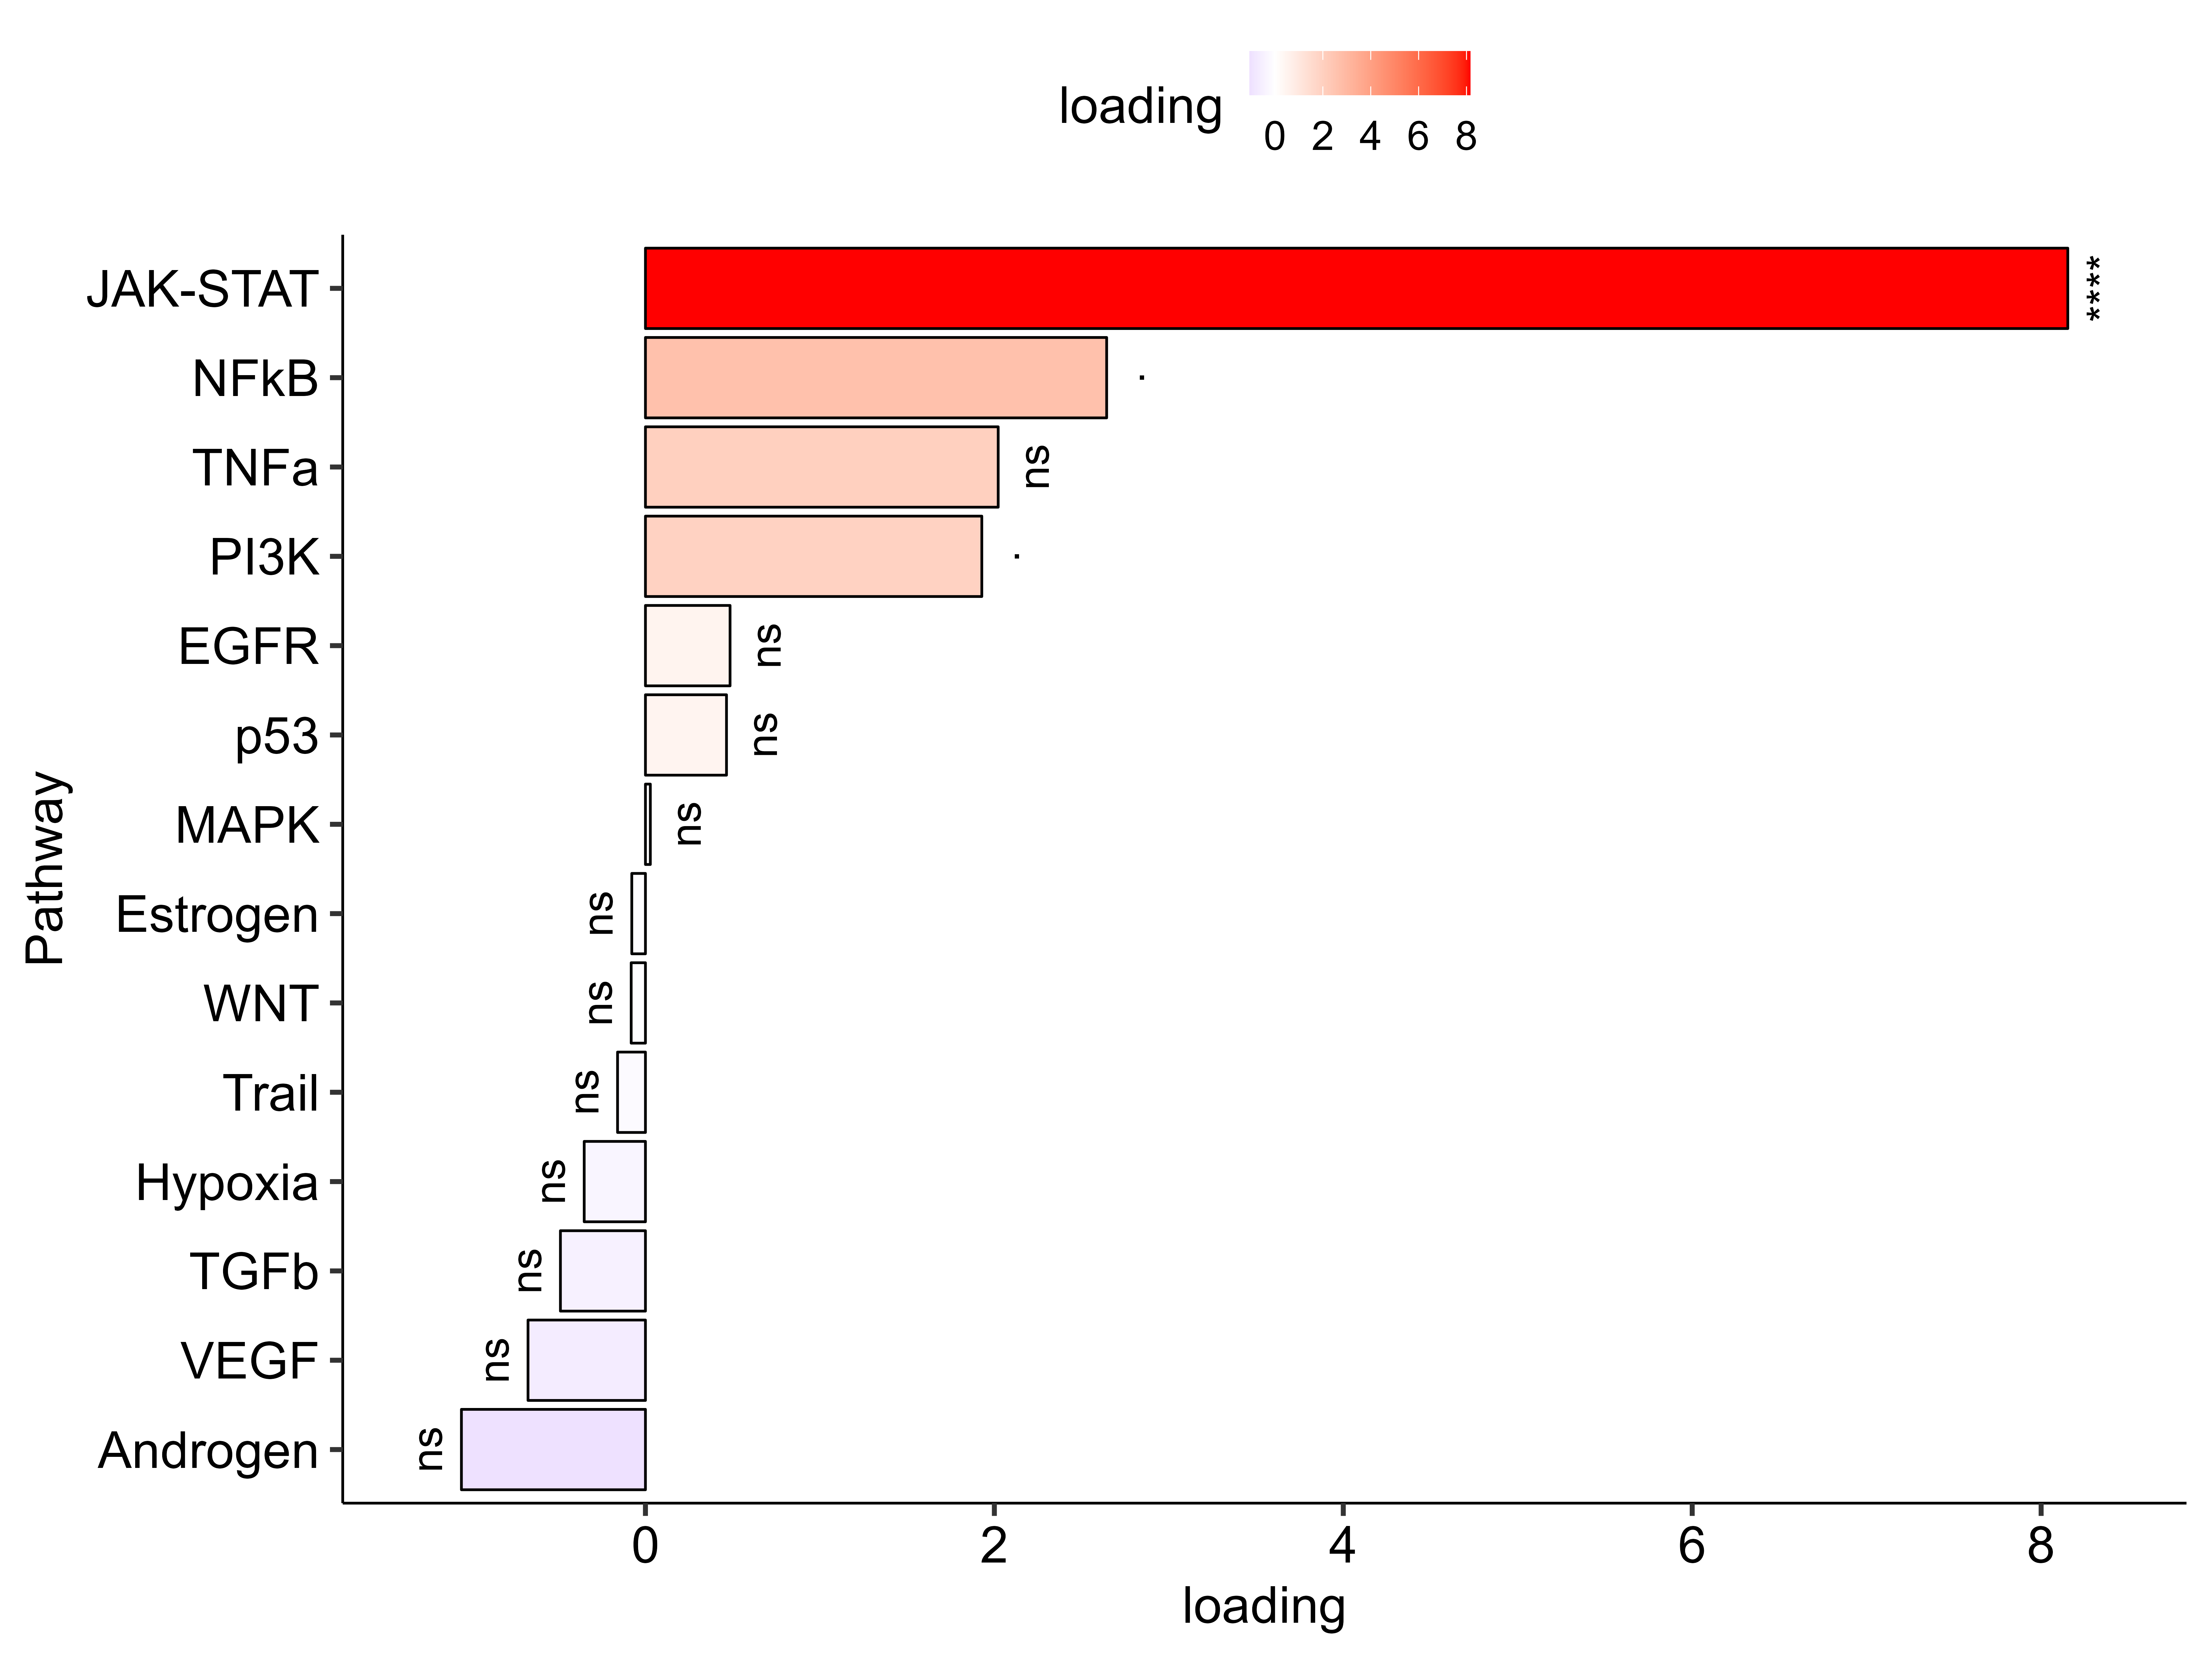 loading
0 2 4 6 8
JAK-STAT ****
NFkB .
TNFa ns
PI3K .
EGFR ns
p53 ns
MAPK ns
Estrogen ns
WNT ns
Trail ns
Hypoxia ns
TGFb ns
VEGF ns
Androgen ns
Pathway
0 2 4 6 8
loading